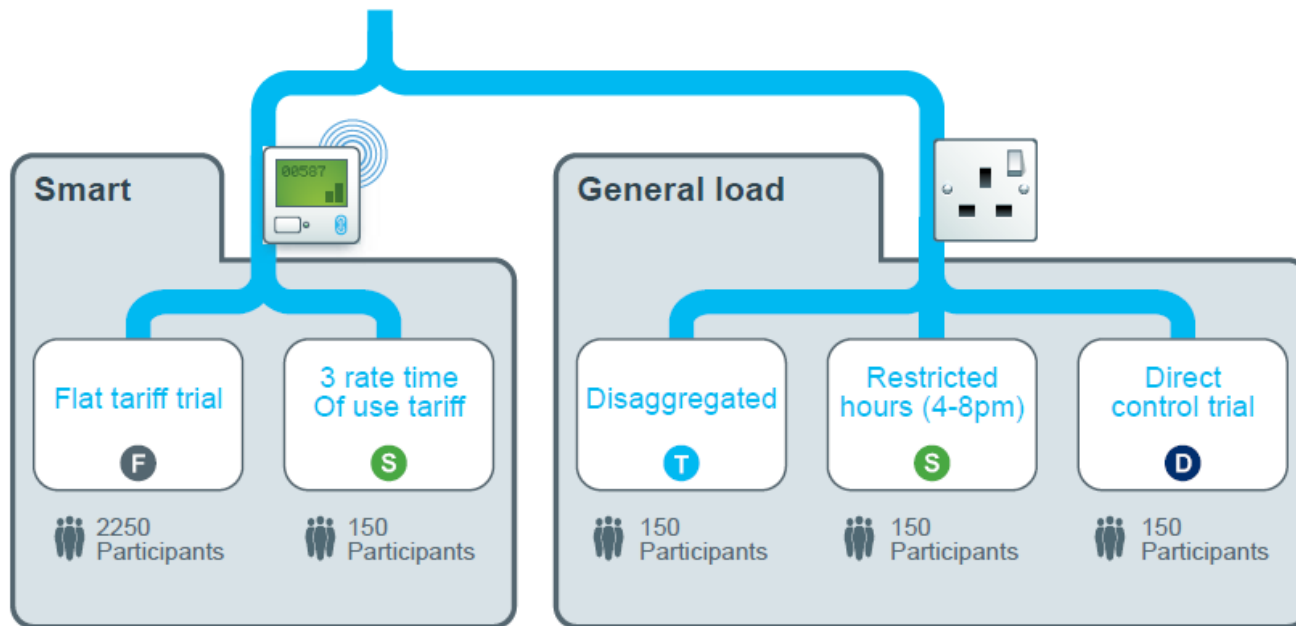 00587
Smart
General load
Flat tariff trial
F
2250
Participants
3 rate time
Of use tariff
S
150
Participants
Disaggregated
T
150
Participants
Restricted
hours (4-8pm)
S
150
Participants
Direct
control trial
D
150
Participants